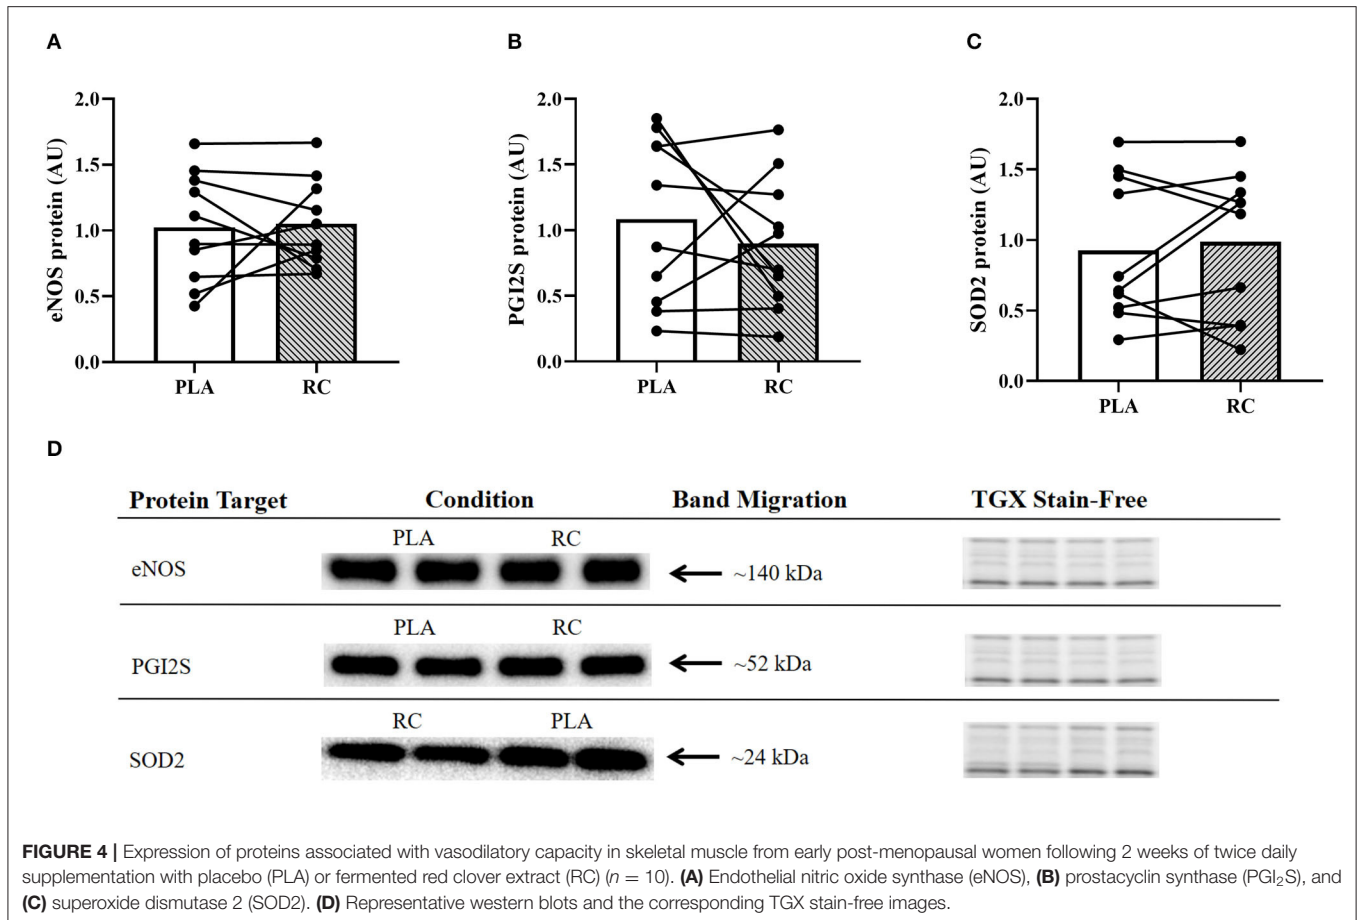 A
B
C
2.0
1.5
1.0
0.5
0.0
eNOS protein (AU)
PLA
RC
2.0
1.5
1.0
0.5
0.0
PGI2S protein (AU)
PLA
RC
2.0
1.5
1.0
0.5
0.0
SOD2 protein (AU)
PLA
RC
D
Protein Target Condition Band Migration TGX Stain-Free
PLA RC
eNOS ~140 kDa
PLA RC
PGI2S ~52 kDa
RC PLA
SOD2 ~24 kDa
FIGURE 4 | Expression of proteins associated with vasodilatory capacity in skeletal muscle from early post-menopausal women following 2 weeks of twice daily
supplementation with placebo (PLA) or fermented red clover extract (RC) (n = 10). (A) Endothelial nitric oxide synthase (eNOS), (B) prostacyclin synthase (PGI₂S), and
(C) superoxide dismutase 2 (SOD2). (D) Representative western blots and the corresponding TGX stain-free images.